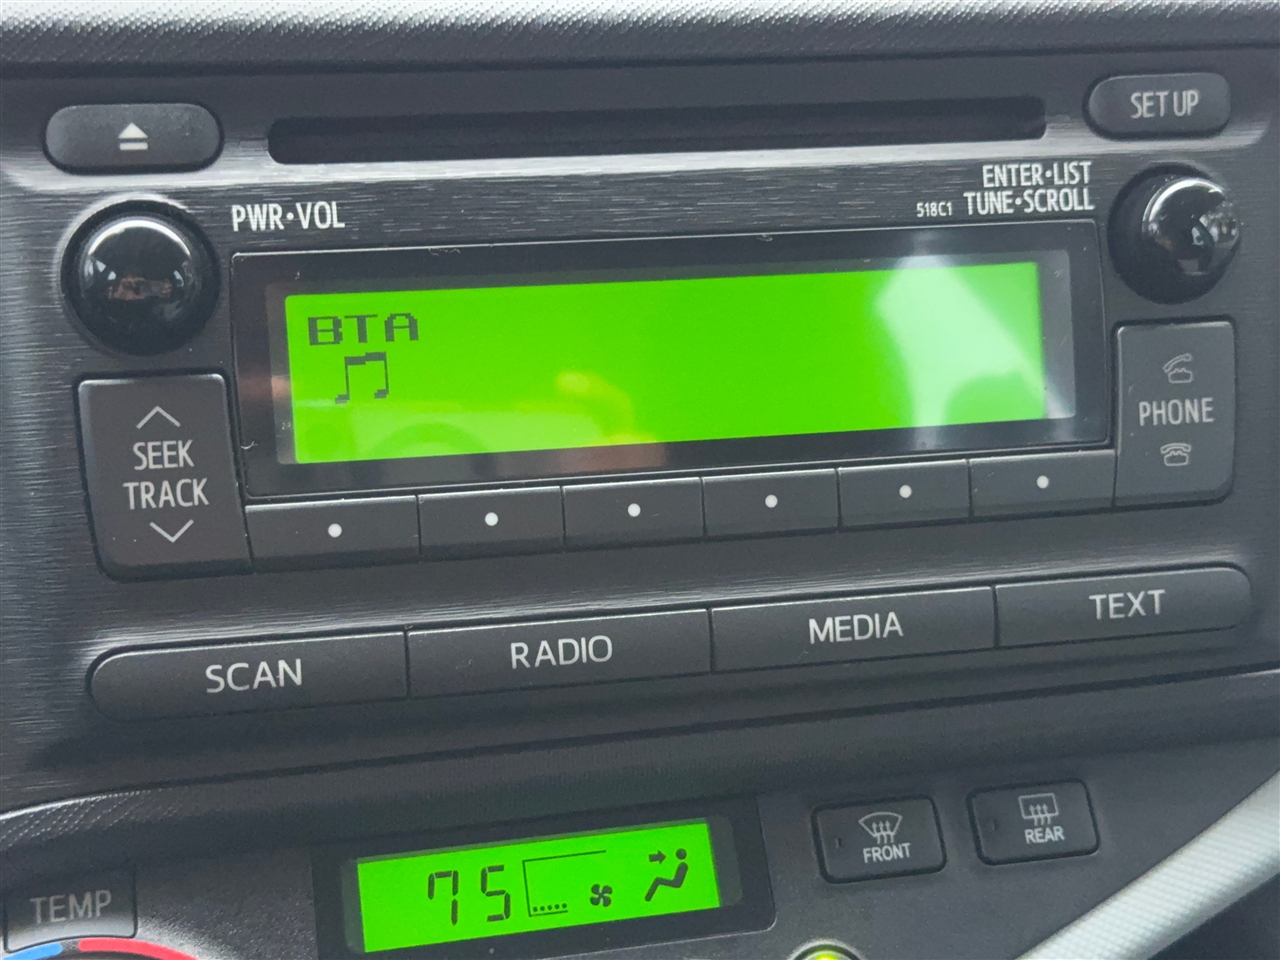 SET UP
ENTER•LIST
PWR•VOL
518C1 TUNE•SCROLL
BTA
SEEK
TRACK
PHONE
SCAN
RADIO
MEDIA
TEXT
TEMP
75
FRONT
REAR